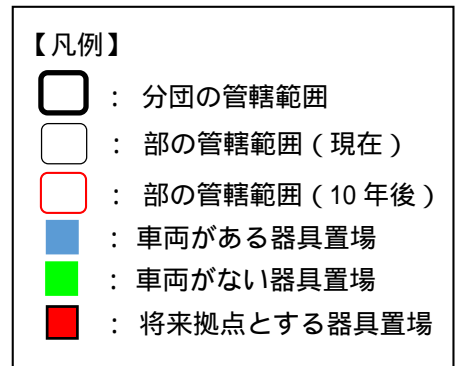 【凡例】
： 分団の管轄範囲
： 部の管轄範囲（現在）
： 部の管轄範囲（10年後）
： 車両がある器具置場
： 車両がない器具置場
： 将来拠点とする器具置場